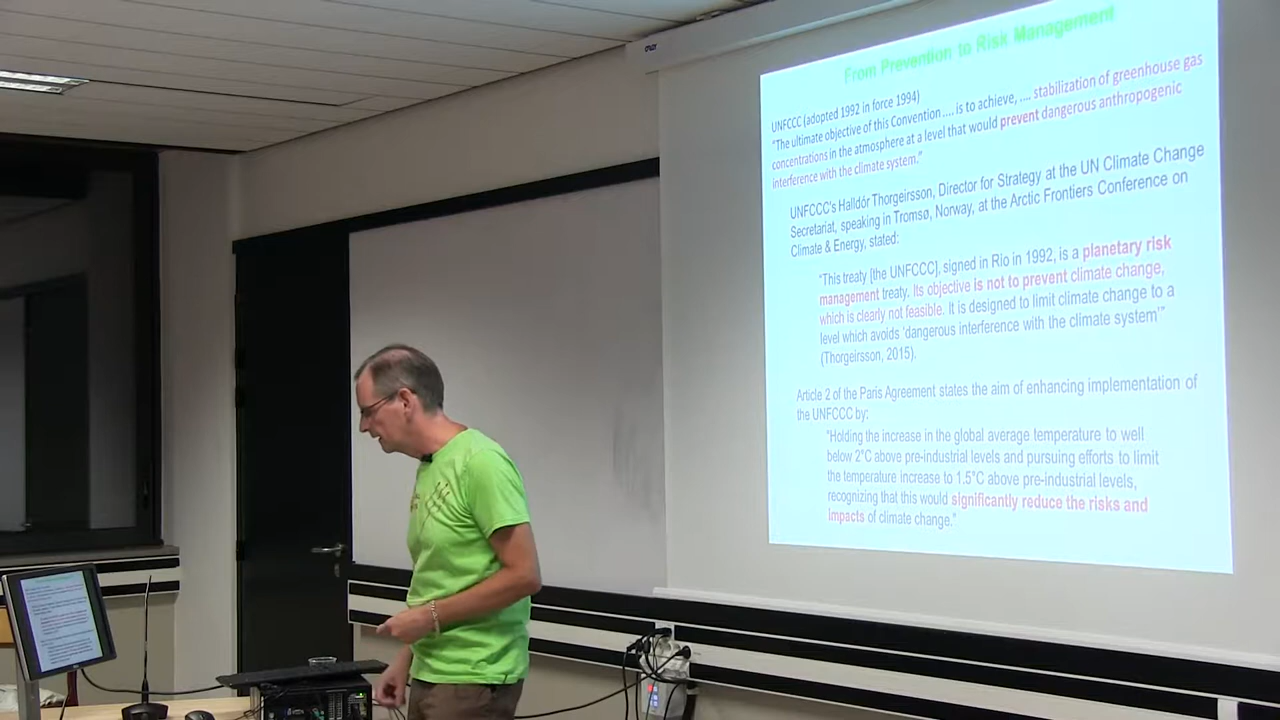 From Prevention to Risk Management
UNFCCC (adopted 1992 in force 1994)
"The ultimate objective of this Convention .... is to achieve, .... stabilization of greenhouse gas
concentrations in the atmosphere at a level that would prevent dangerous anthropogenic
interference with the climate system."
UNFCCC's Halldór Thorgeirsson, Director for Strategy at the UN Climate Change
Secretariat, speaking in Tromsø, Norway, at the Arctic Frontiers Conference on
Climate & Energy, stated:
"This treaty [the UNFCCC], signed in Rio in 1992, is a planetary risk
management treaty. Its objective is not to prevent climate change,
which is clearly not feasible. It is designed to limit climate change to a
level which avoids 'dangerous interference with the climate system'"
(Thorgeirsson, 2015).
Article 2 of the Paris Agreement states the aim of enhancing implementation of
the UNFCCC by:
"Holding the increase in the global average temperature to well
below 2°C above pre-industrial levels and pursuing efforts to limit
the temperature increase to 1.5°C above pre-industrial levels,
recognizing that this would significantly reduce the risks and
impacts of climate change."